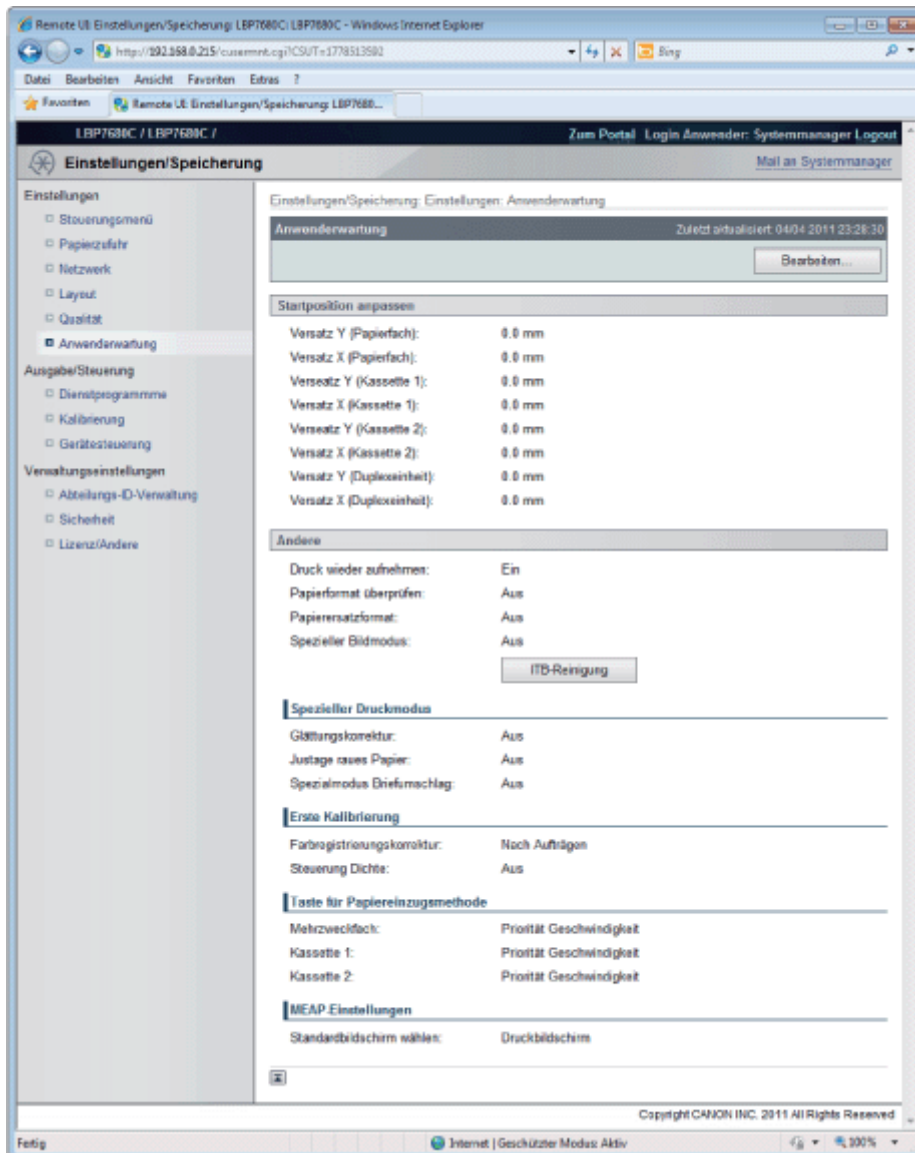 Remote UI: Einstellungen/Speicherung: LBP7680C: LBP7680C - Windows Internet Explorer
http://192.168.0.215/cusermnt.cgi?CSUT=1778513592
Bing
Datei Bearbeiten Ansicht Favoriten Extras ?
Favoriten Remote UI: Einstellungen/Speicherung: LBP7680...
LBP7680C / LBP7680C / Zum Portal Login Anwender: Systemmanager Logout
Einstellungen/Speicherung Mail an Systemmanager
Einstellungen
Steuerungsmenü
Papierzufuhr
Netzwerk
Layout
Qualität
Anwenderwartung
Ausgabe/Steuerung
Dienstprogrammme
Kalibrierung
Gerätesteuerung
Verwaltungseinstellungen
Abteilungs-ID-Verwaltung
Sicherheit
Lizenz/Andere
Einstellungen/Speicherung: Einstellungen: Anwenderwartung
Anwenderwartung Zuletzt aktualisiert: 04/04 2011 23:28:30
Bearbeiten...
Startposition anpassen
Versatz Y (Papierfach): 0.0 mm
Versatz X (Papierfach): 0.0 mm
Verseatz Y (Kassette 1): 0.0 mm
Versatz X (Kassette 1): 0.0 mm
Verseatz Y (Kassette 2): 0.0 mm
Versatz X (Kassette 2): 0.0 mm
Versatz Y (Duplexeinheit): 0.0 mm
Versatz X (Duplexeinheit): 0.0 mm
Andere
Druck wieder aufnehmen: Ein
Papierformat überprüfen: Aus
Papierersatzformat: Aus
Spezieller Bildmodus: Aus
ITB-Reinigung
Spezieller Druckmodus
Glättungskorrektur: Aus
Justage raues Papier: Aus
Spezialmodus Briefumschlag: Aus
Erste Kalibrierung
Farbregistrierungskorrektur: Nach Aufträgen
Steuerung Dichte: Aus
Taste für Papiereinzugsmethode
Mehrzweckfach: Priorität Geschwindigkeit
Kassette 1: Priorität Geschwindigkeit
Kassette 2: Priorität Geschwindigkeit
MEAP-Einstellungen
Standardbildschirm wählen: Druckbildschirm
Copyright CANON INC. 2011 All Rights Reserved
Fertig Internet | Geschützter Modus: Aktiv 100%